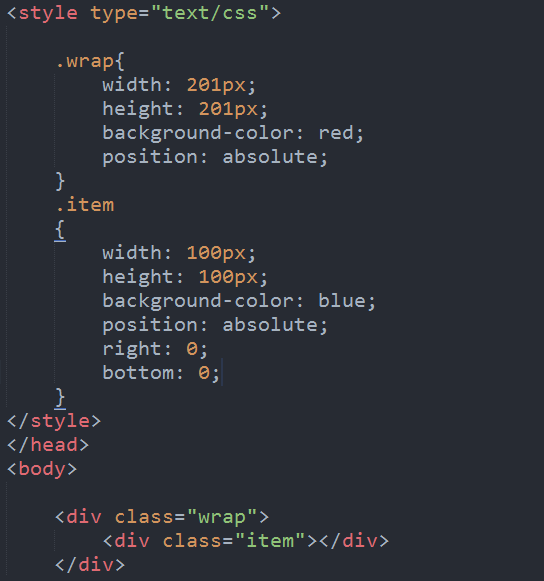 <style type="text/css">
.wrap{
width: 201px;
height: 201px;
background-color: red;
position: absolute;
}
.item
{
width: 100px;
height: 100px;
background-color: blue;
position: absolute;
right: 0;
bottom: 0;
}
</style>
</head>
<body>
<div class="wrap">
<div class="item"></div>
</div>